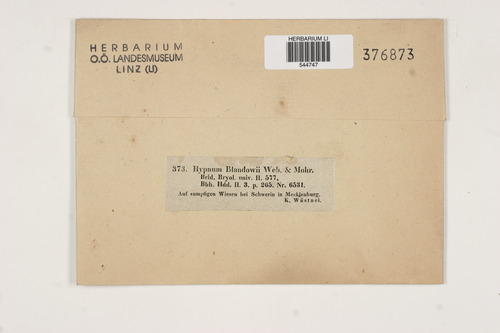 HERBARIUM
O.Ö. LANDESMUSEUM
LINZ (LI)
HERBARIUM LI
544747
376873
373. Hypnum Blandowii Web. & Mohr.
Brid. Bryol. univ. II. 577.
Rbh. Hdd. II. 3. p. 265. Nr. 6531.
Auf sumpfigen Wiesen bei Schwerin in Mecklenburg.
K. Wüstnei.